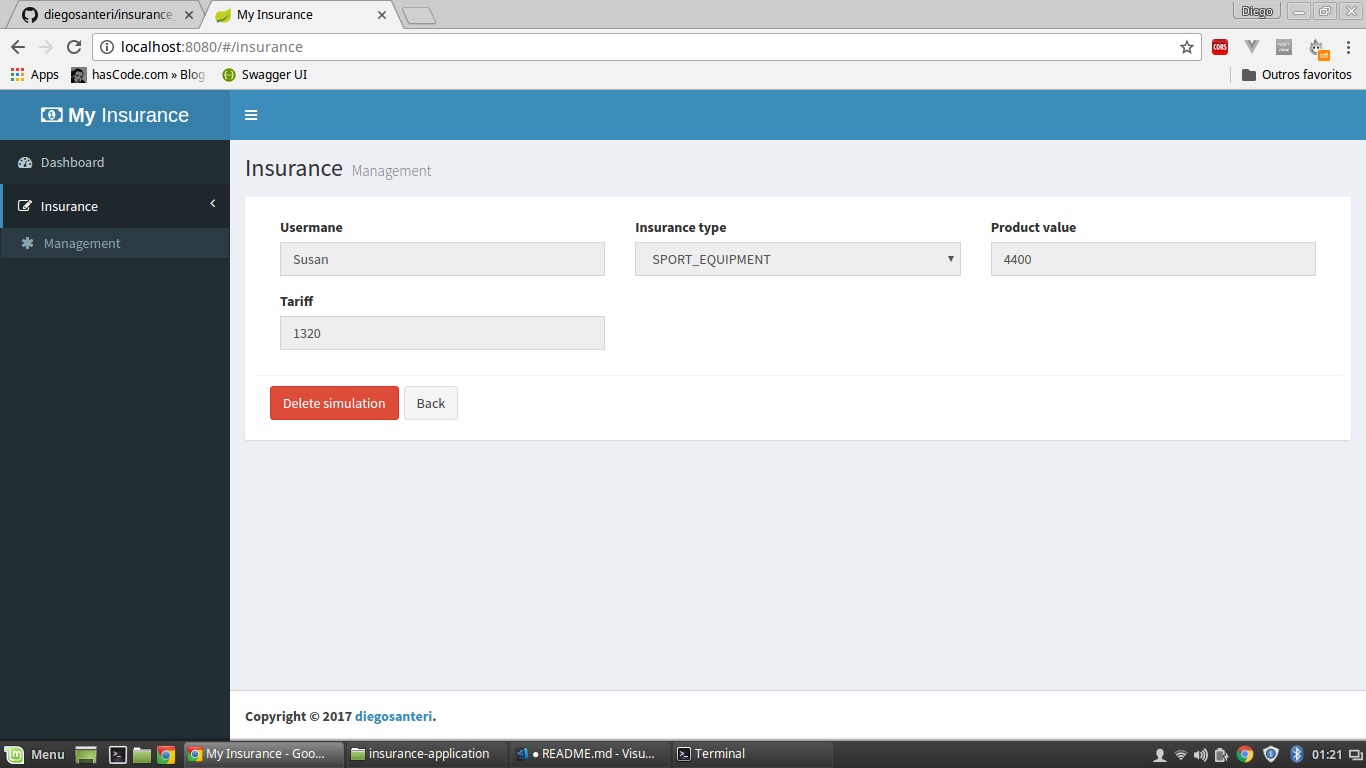 diegosanteri/insurance
My Insurance
Diego
localhost:8080/#/Insurance
CORS
off
Apps
hasCode.com » Blog
Swagger UI
Outros favoritos
My Insurance
Dashboard
Insurance
Management
Insurance Management
Usermane
Insurance type
Product value
Susan
SPORT_EQUIPMENT
4400
Tariff
1320
Delete simulation
Back
Copyright © 2017 diegosanteri.
Menu
My Insurance - Goo...
insurance-application
● README.md - Visu...
Terminal
01:21